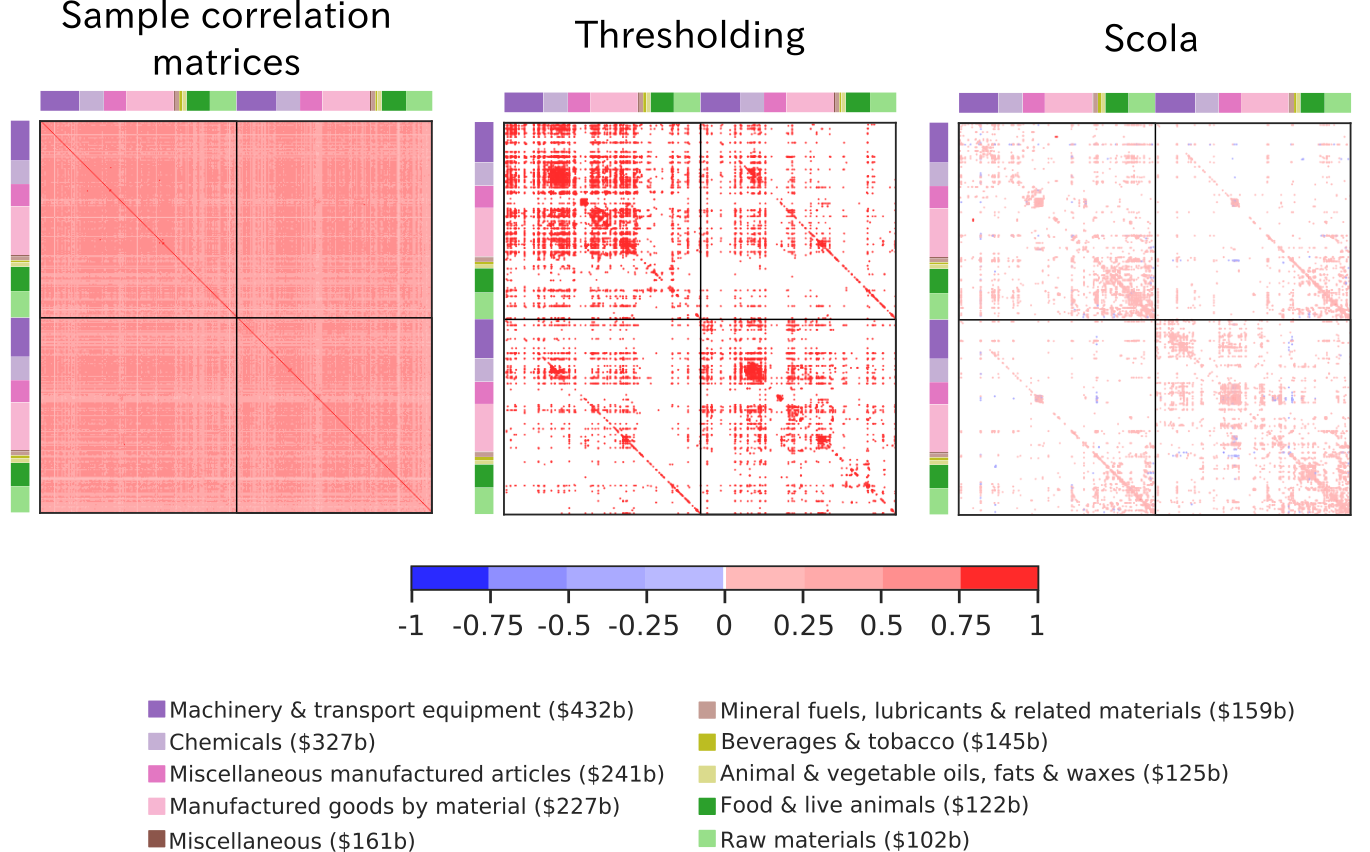 Sample correlation
matrices
Thresholding
Scola
-1 -0.75 -0.5 -0.25 0 0.25 0.5 0.75 1
Machinery & transport equipment ($432b)
Chemicals ($327b)
Miscellaneous manufactured articles ($241b)
Manufactured goods by material ($227b)
Miscellaneous ($161b)
Mineral fuels, lubricants & related materials ($159b)
Beverages & tobacco ($145b)
Animal & vegetable oils, fats & waxes ($125b)
Food & live animals ($122b)
Raw materials ($102b)